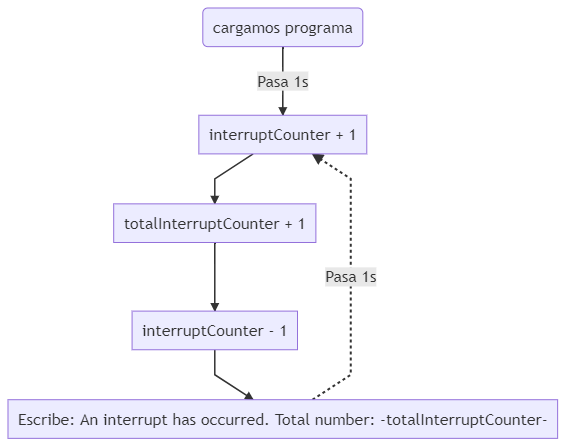 cargamos programa
Pasa 1s
interruptCounter + 1
totalInterruptCounter + 1
Pasa 1s
interruptCounter - 1
Escribe: An interrupt has occurred. Total number: -totalInterruptCounter-